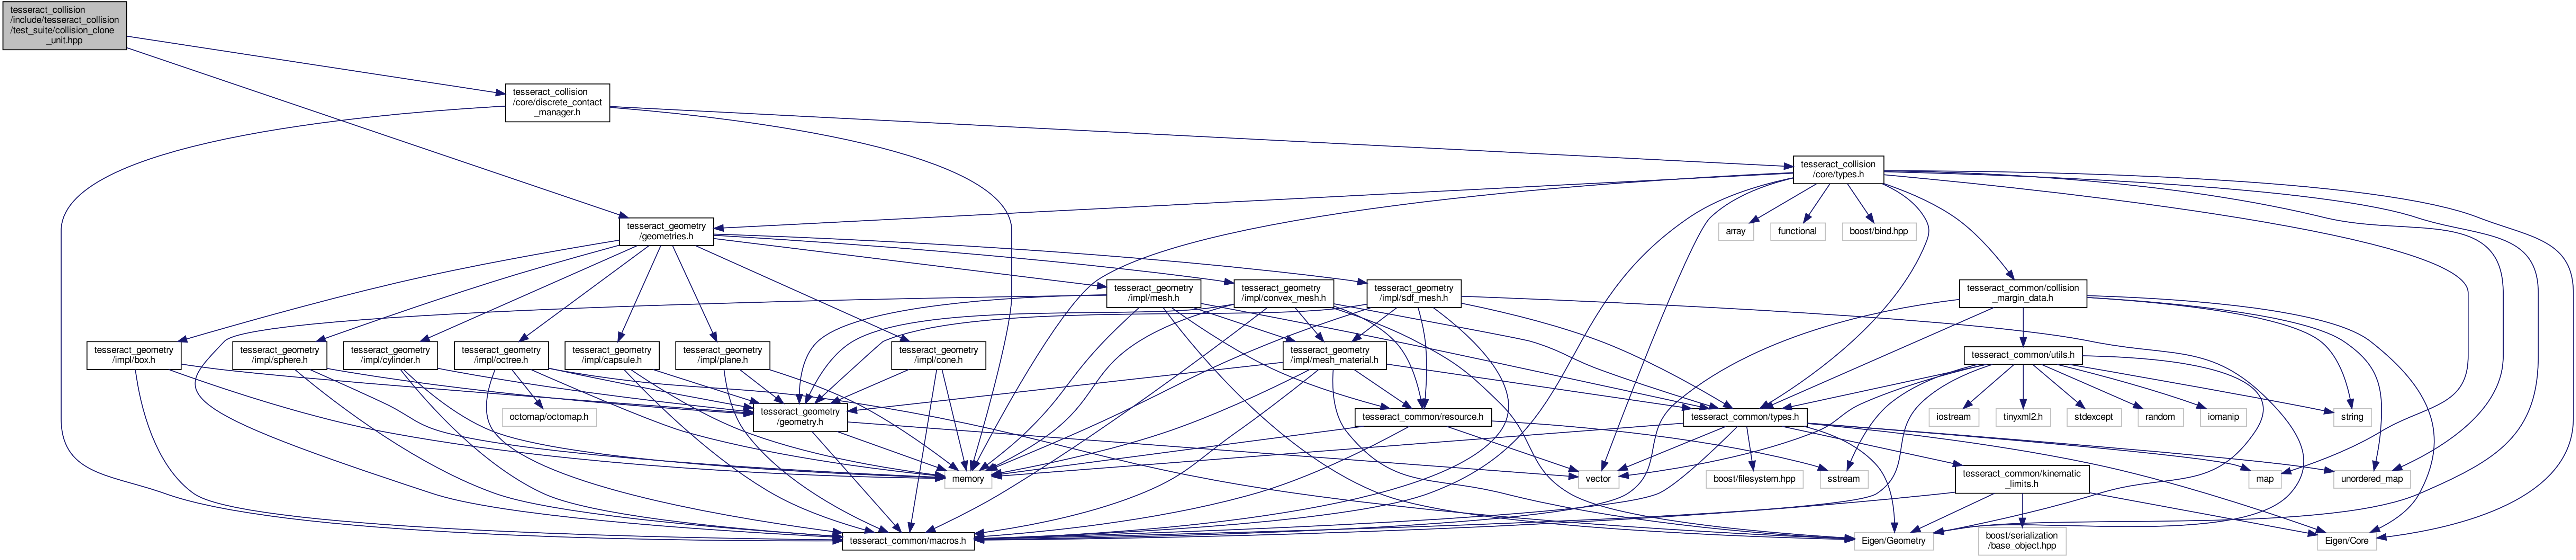 tesseract_collision
/include/tesseract_collision
/test_suite/collision_clone
_unit.hpp
tesseract_collision
/core/discrete_contact
_manager.h
tesseract_collision
/core/types.h
tesseract_geometry
/geometries.h
array
functional
boost/bind.hpp
tesseract_geometry
/impl/mesh.h
tesseract_geometry
/impl/convex_mesh.h
tesseract_geometry
/impl/sdf_mesh.h
tesseract_common/collision
_margin_data.h
tesseract_geometry
/impl/box.h
tesseract_geometry
/impl/sphere.h
tesseract_geometry
/impl/cylinder.h
tesseract_geometry
/impl/octree.h
tesseract_geometry
/impl/capsule.h
tesseract_geometry
/impl/plane.h
tesseract_geometry
/impl/cone.h
tesseract_geometry
/impl/mesh_material.h
tesseract_common/utils.h
octomap/octomap.h
tesseract_geometry
/geometry.h
tesseract_common/resource.h
tesseract_common/types.h
iostream
tinyxml2.h
stdexcept
random
iomanip
string
memory
vector
boost/filesystem.hpp
sstream
tesseract_common/kinematic
_limits.h
map
unordered_map
tesseract_common/macros.h
Eigen/Geometry
boost/serialization
/base_object.hpp
Eigen/Core